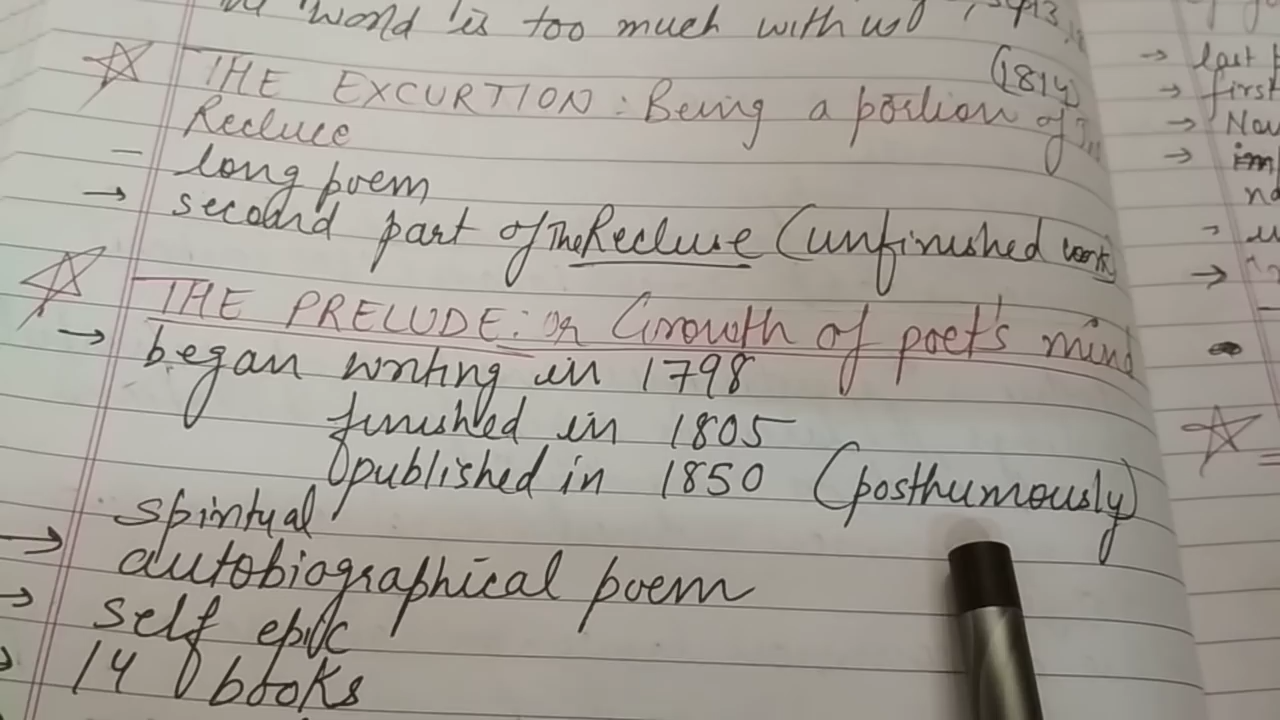 World is too much with us
(1814)
THE EXCURTION: Being a portion of
Recluce
- long poem
→ second part of The Recluse (unfinished work)
THE PRELUDE: or Growth of poet's mind
→ began writing in 1798
finished in 1805
published in 1850 (posthumously)
→ spiritual
autobiographical poem
→ self epic
14 books
→ last
→ first
→
→